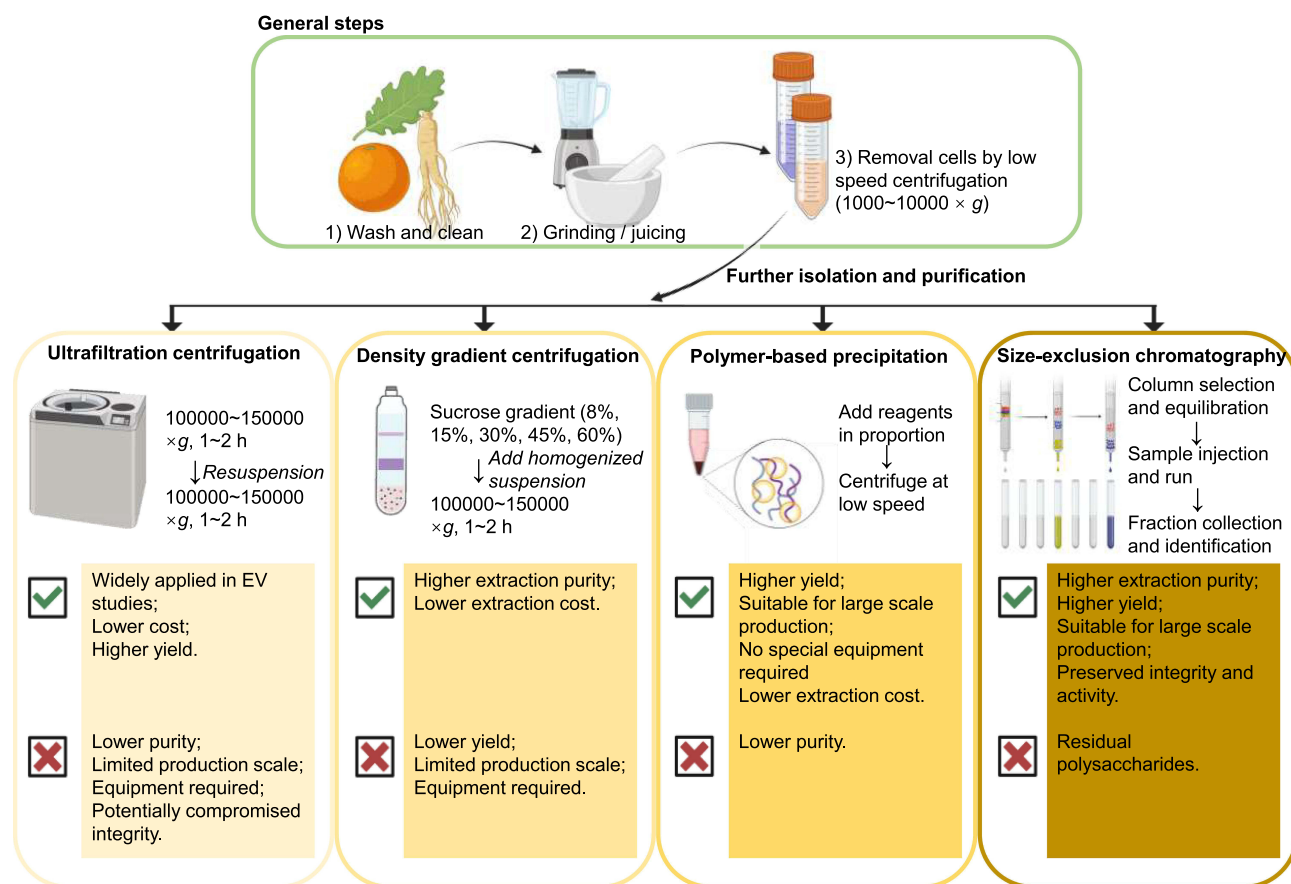 General steps
1) Wash and clean
2) Grinding / juicing
3) Removal cells by low
speed centrifugation
(1000~10000 × g)
Further isolation and purification
Ultrafiltration centrifugation
100000~150000
×g, 1~2 h
Resuspension
100000~150000
×g, 1~2 h
Widely applied in EV
studies;
Lower cost;
Higher yield.
Lower purity;
Limited production scale;
Equipment required;
Potentially compromised
integrity.
Density gradient centrifugation
Sucrose gradient (8%,
15%, 30%, 45%, 60%)
Add homogenized
suspension
100000~150000
×g, 1~2 h
Higher extraction purity;
Lower extraction cost.
Lower yield;
Limited production scale;
Equipment required.
Polymer-based precipitation
Add reagents
in proportion
Centrifuge at
low speed
Higher yield;
Suitable for large scale
production;
No special equipment
required
Lower extraction cost.
Lower purity.
Size-exclusion chromatography
Column selection
and equilibration
Sample injection
and run
Fraction collection
and identification
Higher extraction purity;
Higher yield;
Suitable for large scale
production;
Preserved integrity and
activity.
Residual
polysaccharides.